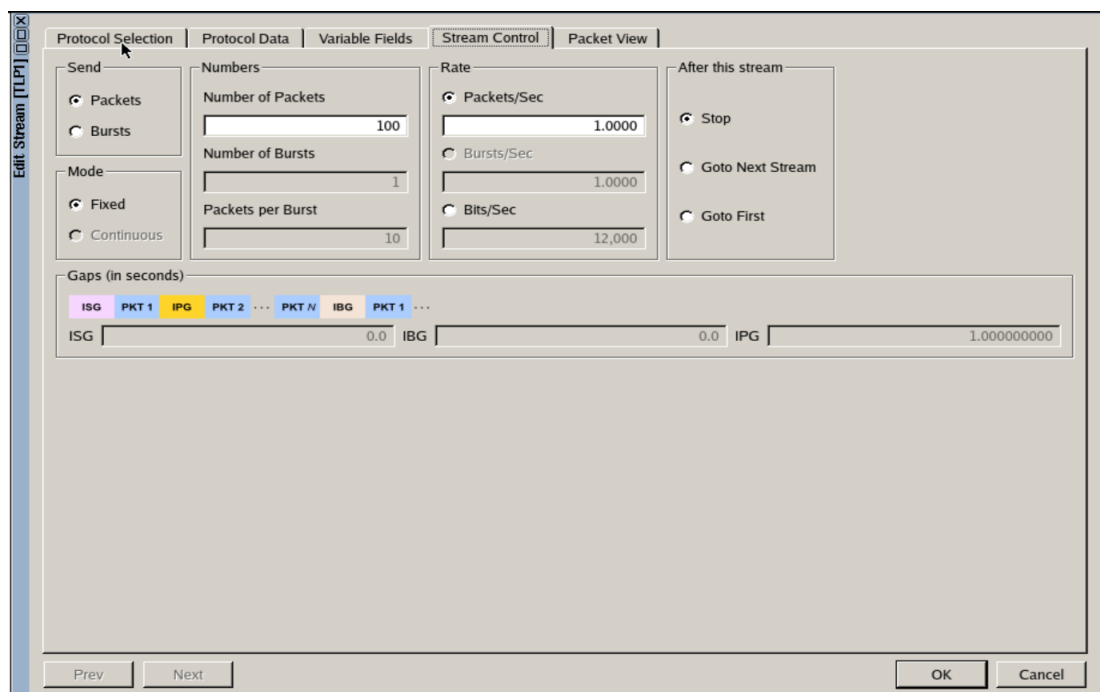 Edit Stream [TLP1]
Protocol Selection Protocol Data Variable Fields Stream Control Packet View
Send
Packets
Bursts
Mode
Fixed
Continuous
Numbers
Number of Packets
100
Number of Bursts
1
Packets per Burst
10
Rate
Packets/Sec
1.0000
Bursts/Sec
1.0000
Bits/Sec
12,000
After this stream
Stop
Goto Next Stream
Goto First
Gaps (in seconds)
ISG PKT 1 IPG PKT 2 ... PKT N IBG PKT 1 ...
ISG 0.0 IBG 0.0 IPG 1.000000000
Prev Next OK Cancel